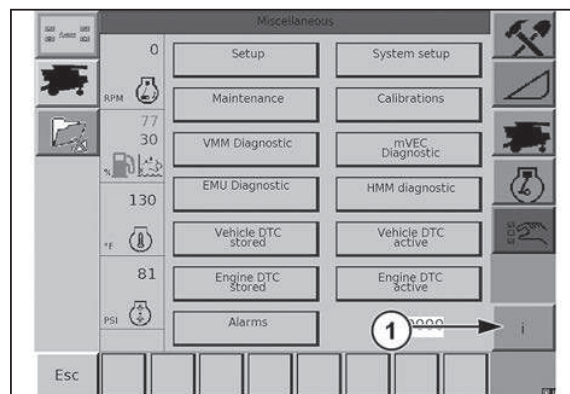 Miscellaneous
0
RPM
Setup
System setup
Maintenance
Calibrations
77
30
%
VMM Diagnostic
mVEC
Diagnostic
EMU Diagnostic
HMM diagnostic
130
°F
Vehicle DTC
stored
Vehicle DTC
active
81
PSI
Engine DTC
stored
Engine DTC
active
Alarms
1
i
Esc